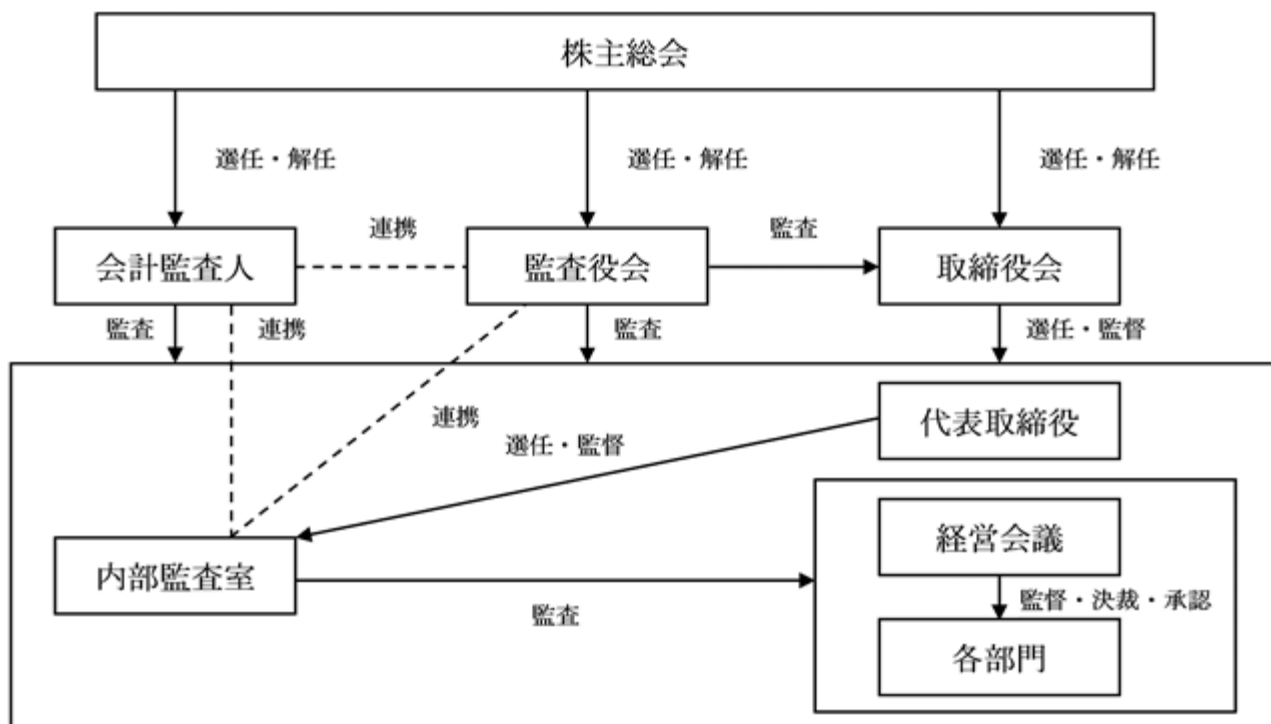 株主総会
選任・解任
選任・解任
選任・解任
会計監査人
連携
監査役会
監査
取締役会
監査
連携
監査
選任・監督
連携
選任・監督
代表取締役
内部監査室
監査
経営会議
監督・決裁・承認
各部門